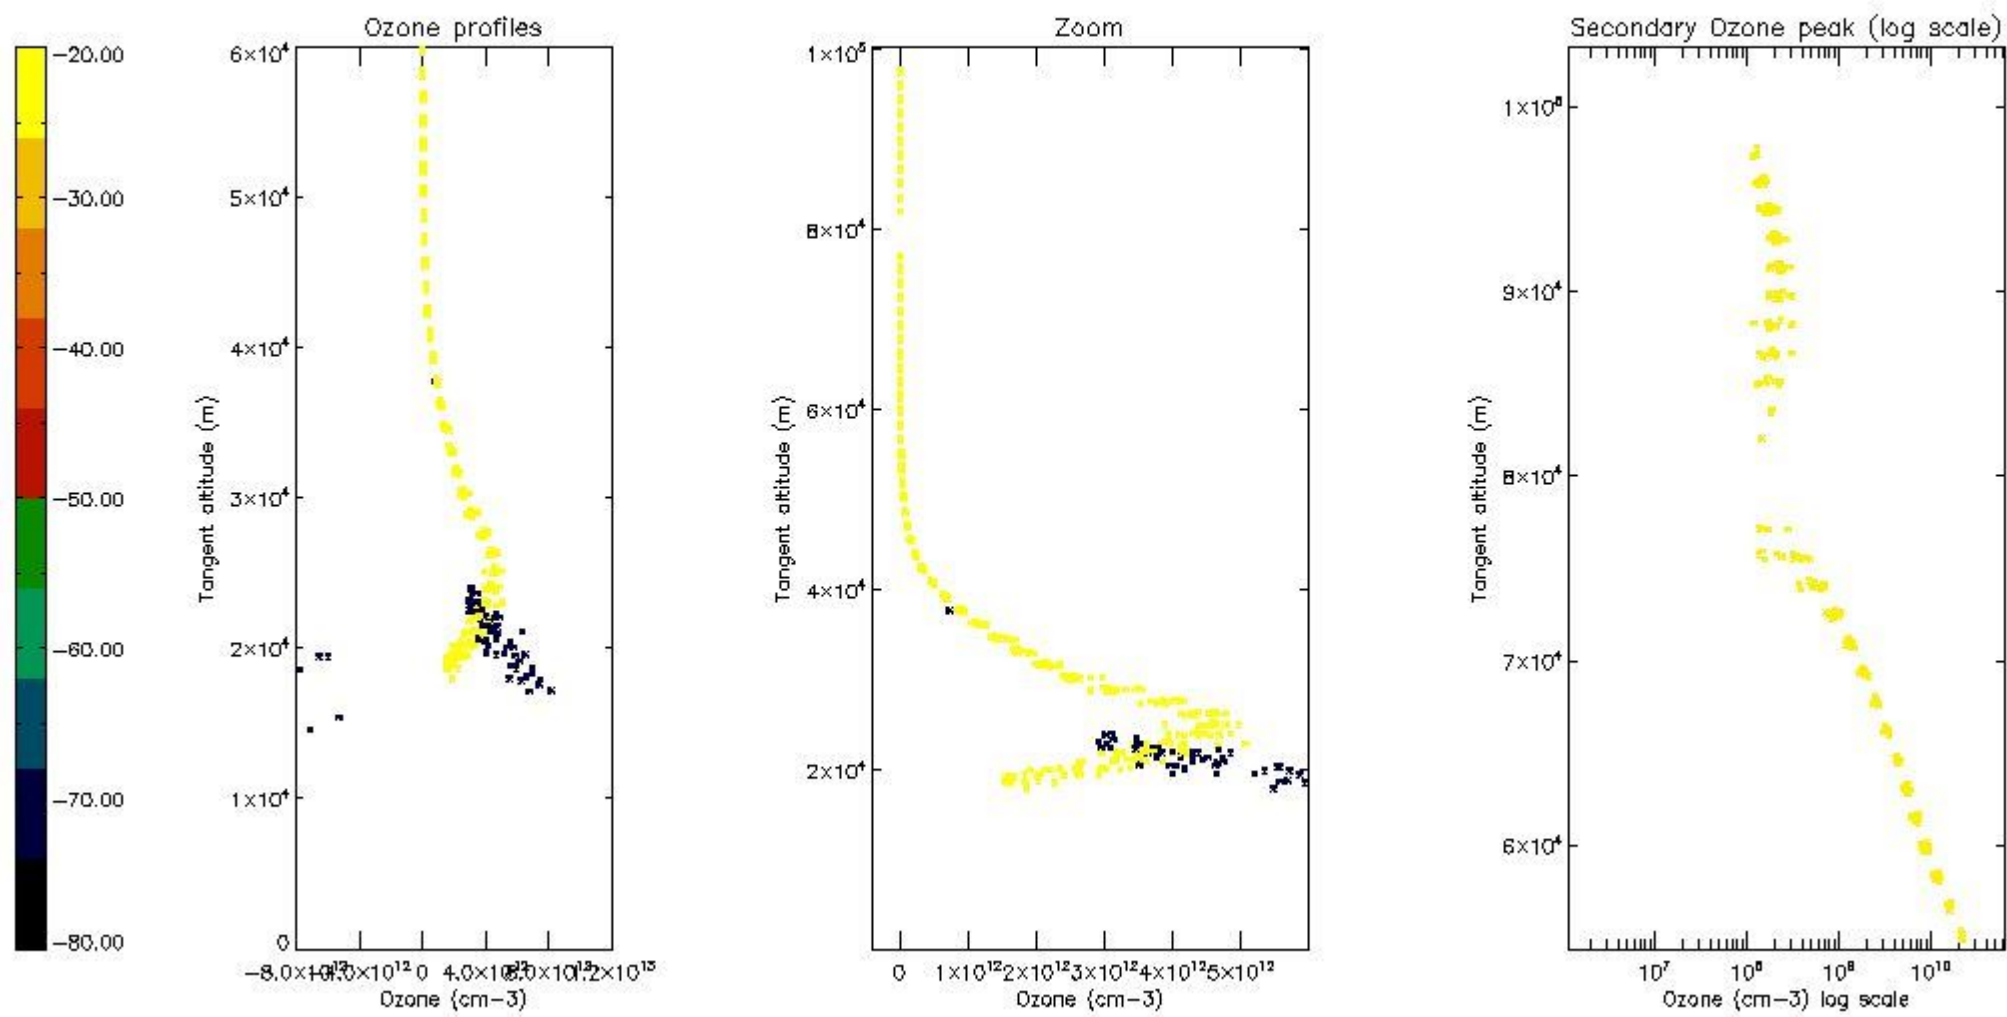 Ozone profiles
Zoom
Secondary Ozone peak (log scale)
−20.00
−30.00
−40.00
−50.00
−60.00
−70.00
−80.00
6×10⁴
5×10⁴
4×10⁴
3×10⁴
2×10⁴
1×10⁴
0
Tangent altitude (m)
0
Ozone (cm−3)
1×10⁵
8×10⁴
6×10⁴
4×10⁴
2×10⁴
Tangent altitude (m)
0 1×10¹² 2×10¹² 3×10¹² 4×10¹² 5×10¹²
Ozone (cm−3)
9×10⁴
8×10⁴
7×10⁴
6×10⁴
Tangent altitude (m)
10⁷ 10⁸ 10⁹ 10¹⁰
Ozone (cm−3) log scale